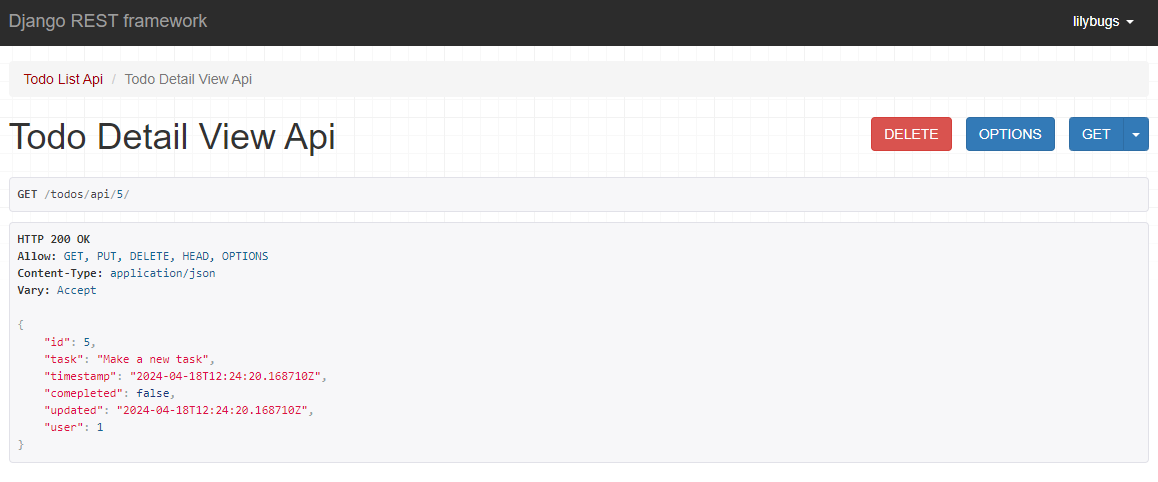 Django REST framework
lilybugs
Todo List Api / Todo Detail View Api
Todo Detail View Api
DELETE
OPTIONS
GET
GET /todos/api/5/
HTTP 200 OK
Allow: GET, PUT, DELETE, HEAD, OPTIONS
Content-Type: application/json
Vary: Accept
{
    "id": 5,
    "task": "Make a new task",
    "timestamp": "2024-04-18T12:24:20.168710Z",
    "comepleted": false,
    "updated": "2024-04-18T12:24:20.168710Z",
    "user": 1
}